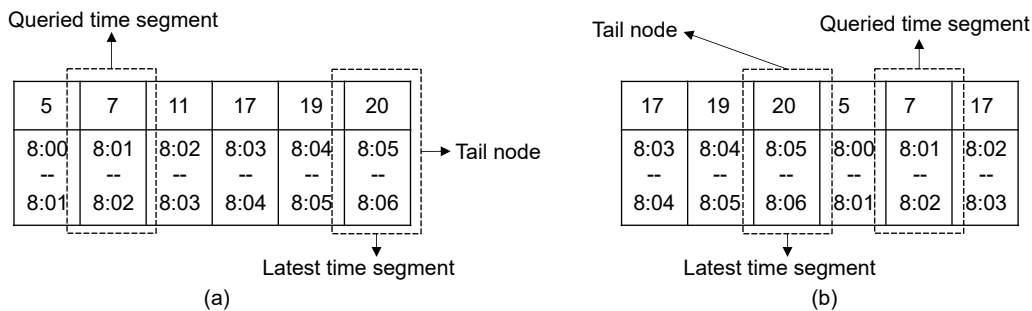 Queried time segment
5 7 11 17 19 20
8:00 8:01 8:02 8:03 8:04 8:05
-- -- -- -- -- --
8:01 8:02 8:03 8:04 8:05 8:06
Tail node
Latest time segment
(a)
Tail node
Queried time segment
17 19 20 5 7 17
8:03 8:04 8:05 8:00 8:01 8:02
-- -- -- -- -- --
8:04 8:05 8:06 8:01 8:02 8:03
Latest time segment
(b)